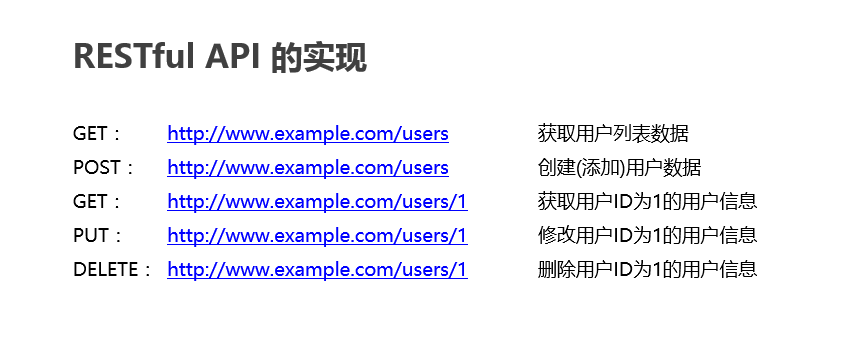 RESTful API 的实现
GET： http://www.example.com/users 获取用户列表数据
POST： http://www.example.com/users 创建(添加)用户数据
GET： http://www.example.com/users/1 获取用户ID为1的用户信息
PUT： http://www.example.com/users/1 修改用户ID为1的用户信息
DELETE： http://www.example.com/users/1 删除用户ID为1的用户信息